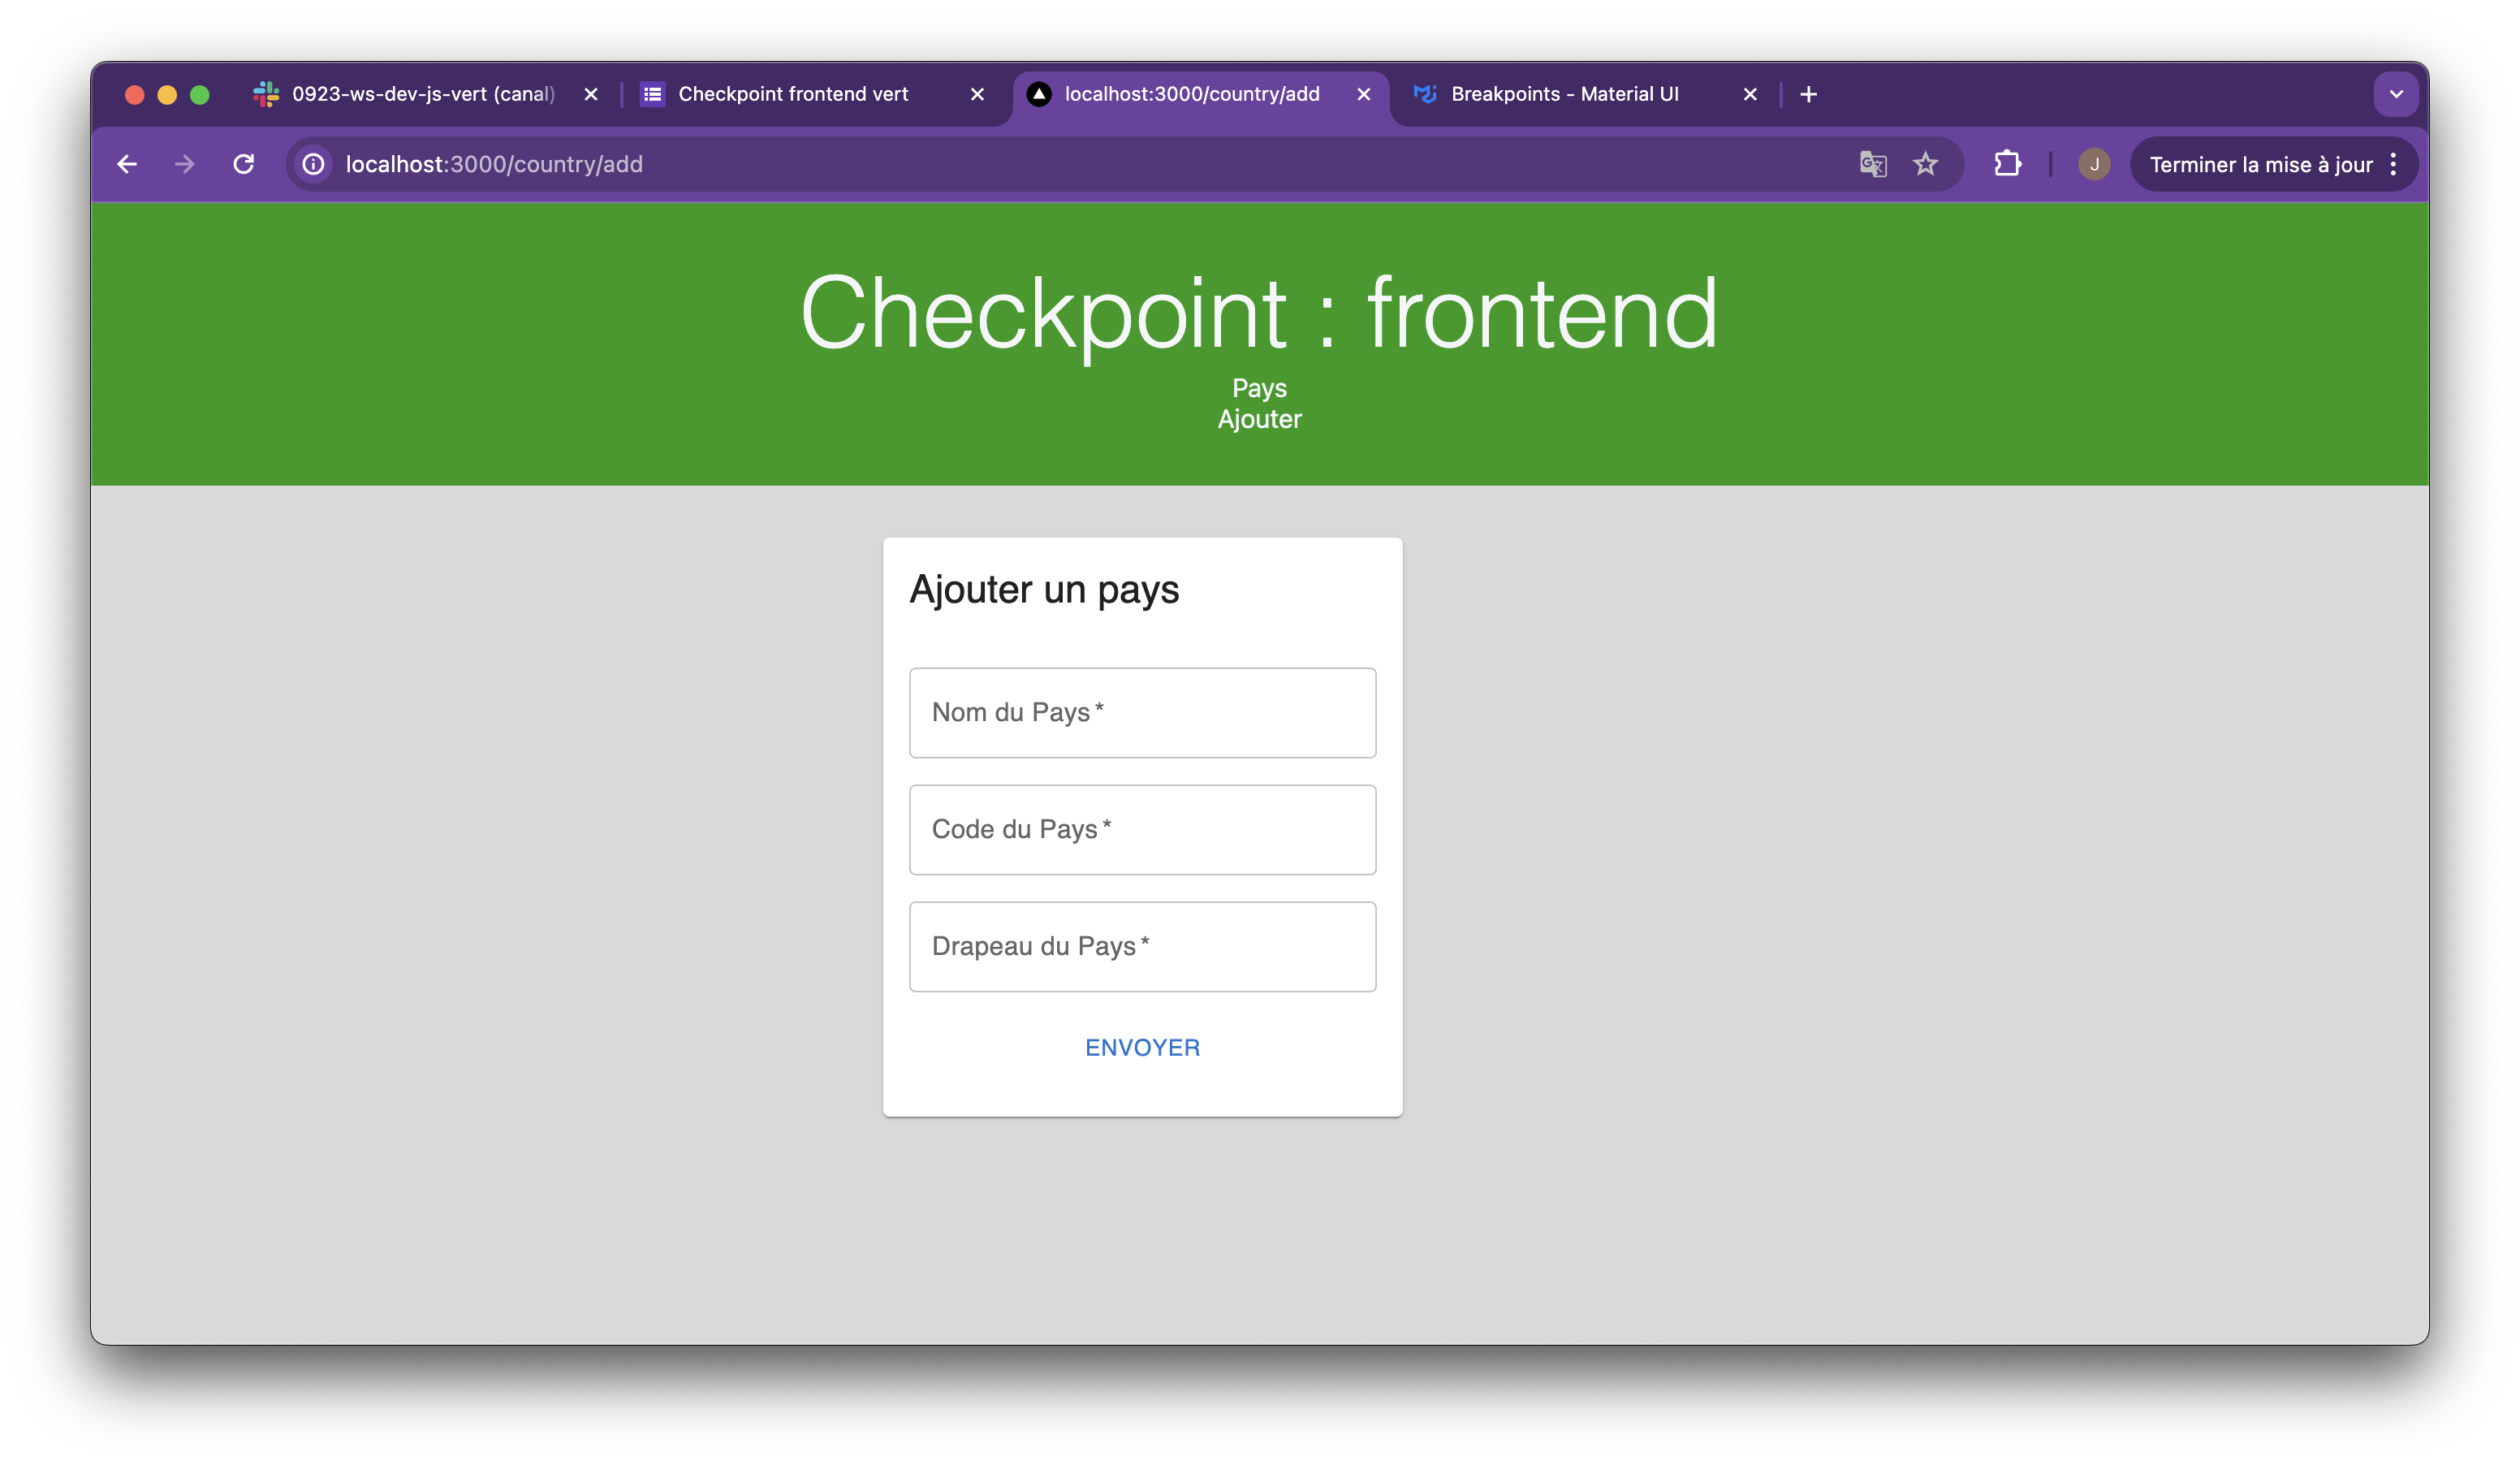 0923-ws-dev-js-vert (canal)
Checkpoint frontend vert
localhost:3000/country/add
Breakpoints - Material UI
localhost:3000/country/add
J
Terminer la mise à jour
Checkpoint : frontend
Pays
Ajouter
Ajouter un pays
Nom du Pays *
Code du Pays *
Drapeau du Pays *
ENVOYER